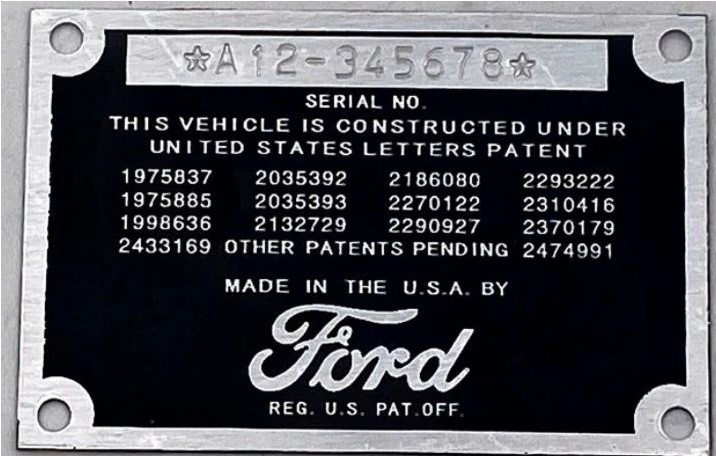 ☆A12-345678☆
SERIAL NO.
THIS VEHICLE IS CONSTRUCTED UNDER
UNITED STATES LETTERS PATENT
1975837 2035392 2186080 2293222
1975885 2035393 2270122 2310416
1998636 2132729 2290927 2370179
2433169 OTHER PATENTS PENDING 2474991
MADE IN THE U.S.A. BY
Ford
REG. U.S. PAT.OFF.